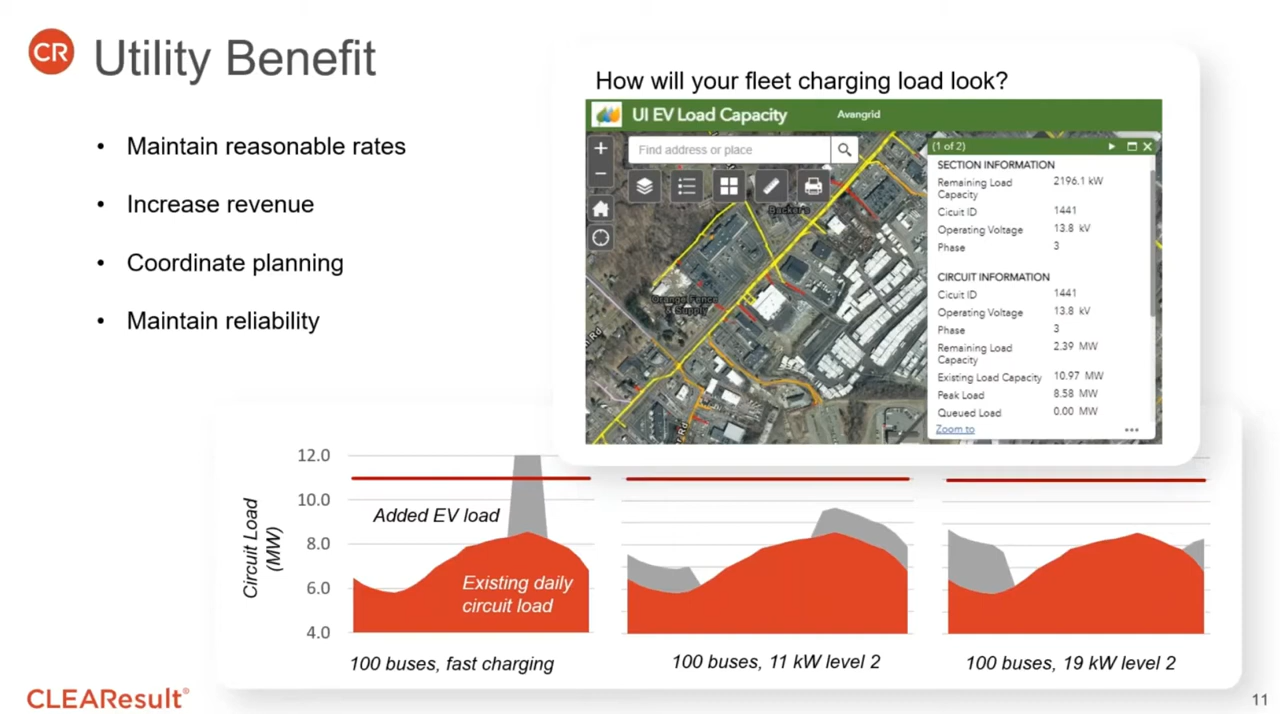 CR
Utility Benefit
• Maintain reasonable rates
• Increase revenue
• Coordinate planning
• Maintain reliability
How will your fleet charging load look?
UI EV Load Capacity
Avangrid
Find address or place
Orange Fence
& Supply
(1 of 2)
SECTION INFORMATION
Remaining Load Capacity 2196.1 kW
Cicuit ID 1441
Operating Voltage 13.8 kV
Phase 3
CIRCUIT INFORMATION
Cicuit ID 1441
Operating Voltage 13.8 kV
Phase 3
Remaining Load Capacity 2.39 MW
Existing Load Capacity 10.97 MW
Peak Load 8.58 MW
Queued Load 0.00 MW
Zoom to
Circuit Load
(MW)
12.0
10.0
8.0
6.0
4.0
Added EV load
Existing daily
circuit load
100 buses, fast charging
100 buses, 11 kW level 2
100 buses, 19 kW level 2
CLEAResult®
11